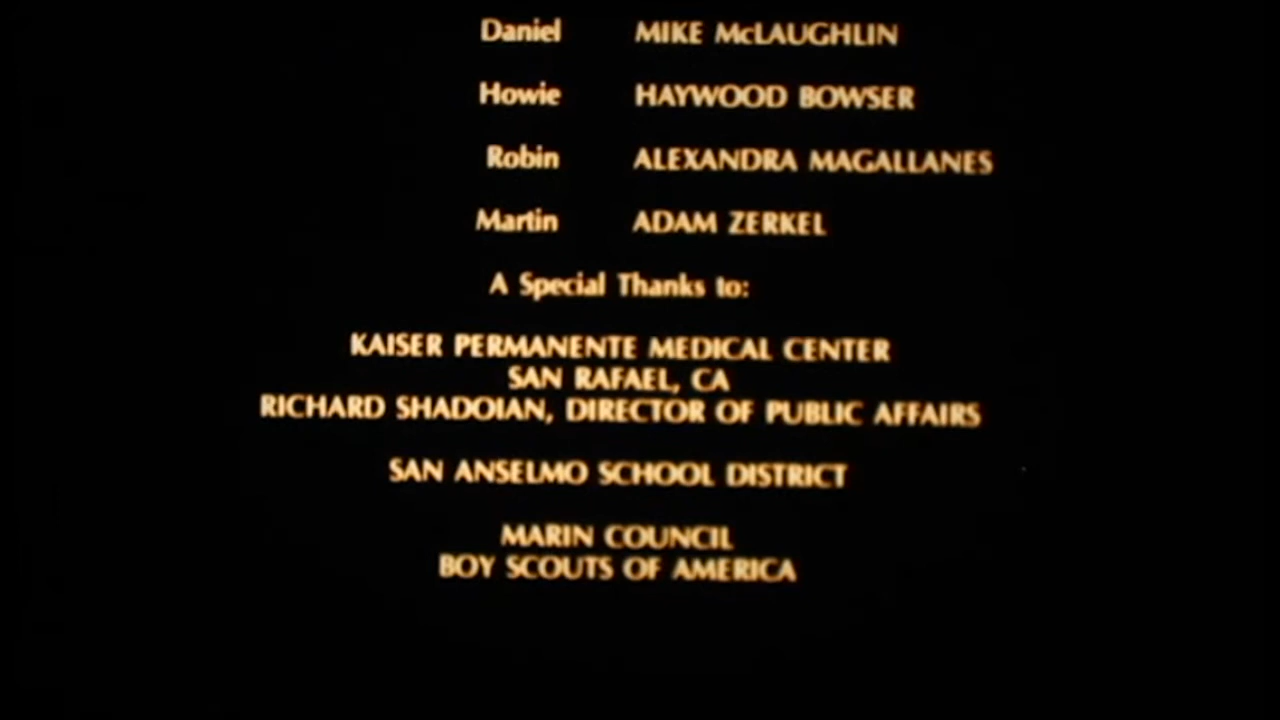 Daniel MIKE McLAUGHLIN
Howie HAYWOOD BOWSER
Robin ALEXANDRA MAGALLANES
Martin ADAM ZERKEL
A Special Thanks to:
KAISER PERMANENTE MEDICAL CENTER
SAN RAFAEL, CA
RICHARD SHADOIAN, DIRECTOR OF PUBLIC AFFAIRS
SAN ANSELMO SCHOOL DISTRICT
MARIN COUNCIL
BOY SCOUTS OF AMERICA